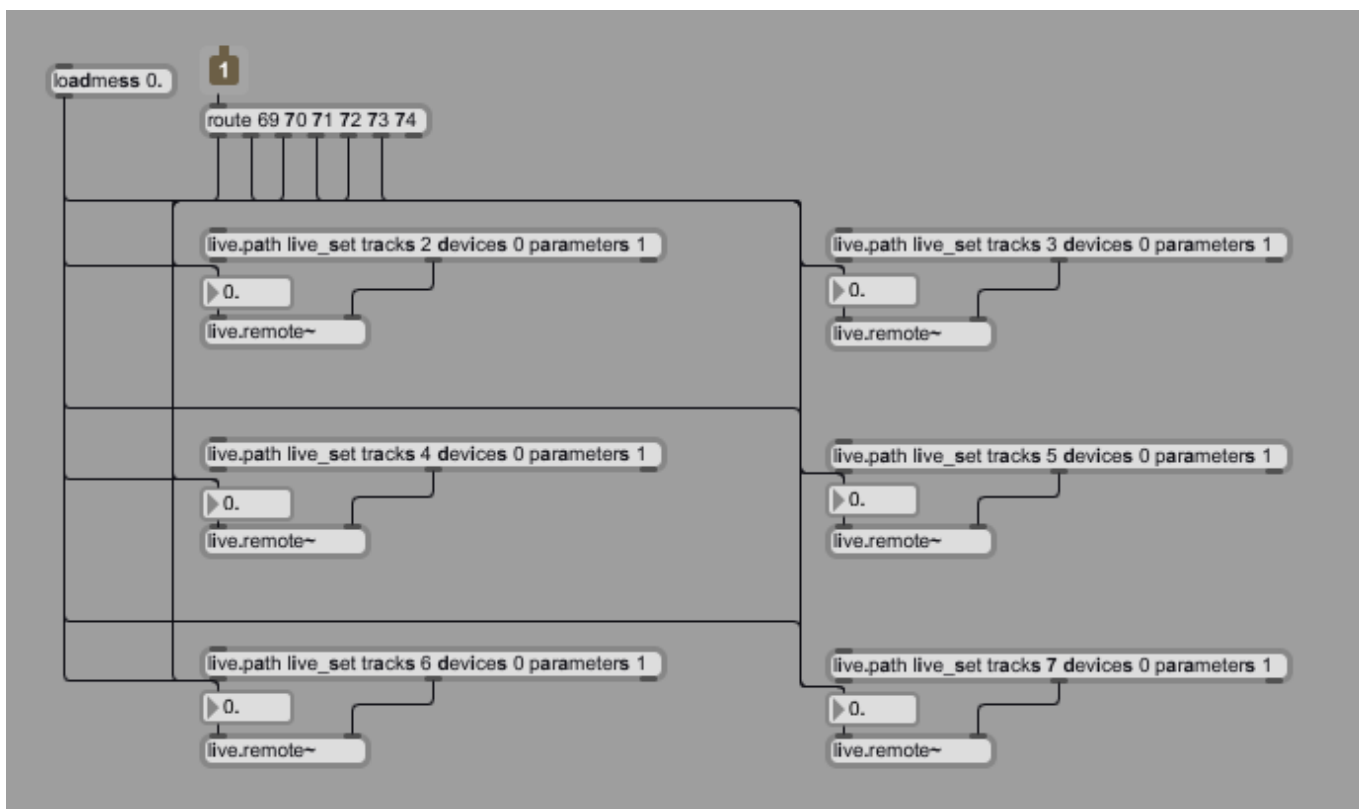 loadmess 0.
1
route 69 70 71 72 73 74
live.path live_set tracks 2 devices 0 parameters 1
0.
live.remote~
live.path live_set tracks 3 devices 0 parameters 1
0.
live.remote~
live.path live_set tracks 4 devices 0 parameters 1
0.
live.remote~
live.path live_set tracks 5 devices 0 parameters 1
0.
live.remote~
live.path live_set tracks 6 devices 0 parameters 1
0.
live.remote~
live.path live_set tracks 7 devices 0 parameters 1
0.
live.remote~